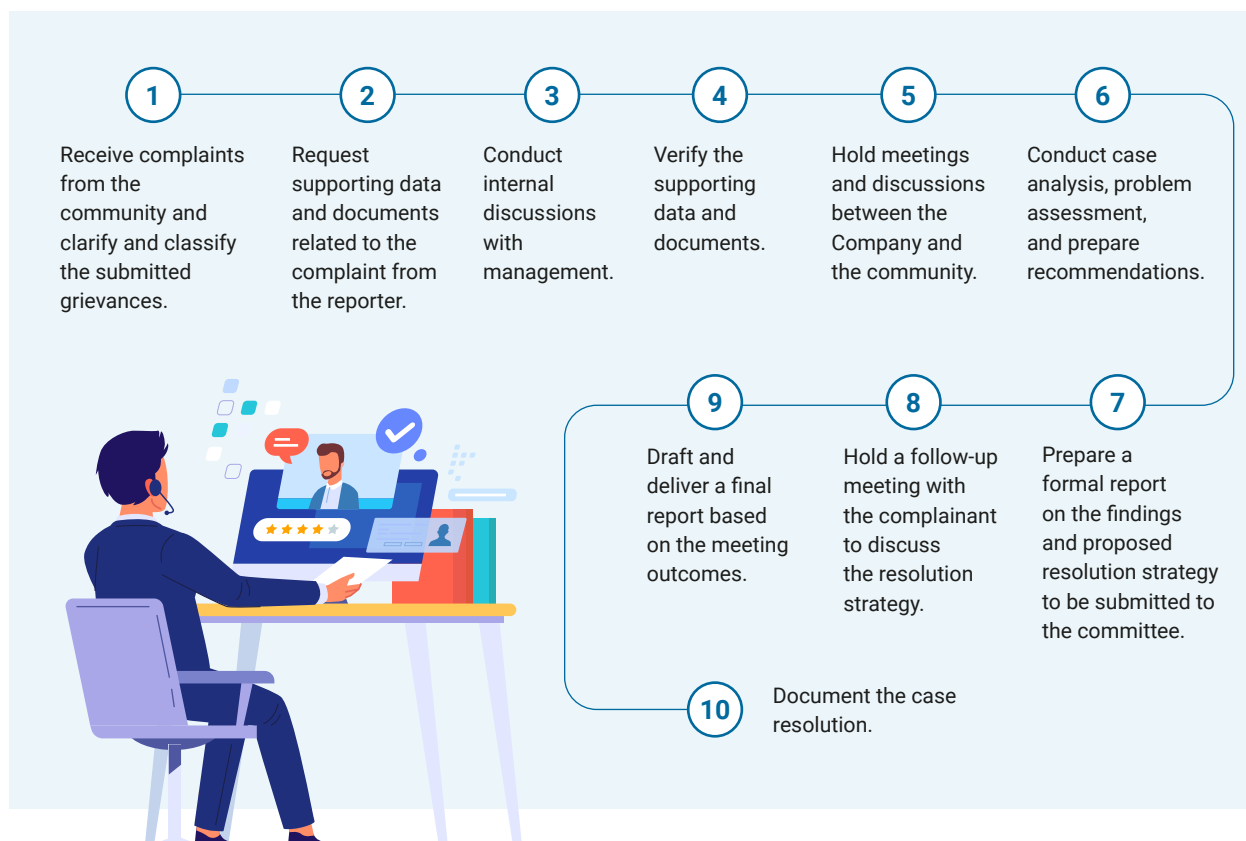 1
Receive complaints
from the
community and
clarify and classify
the submitted
grievances.
2
Request
supporting data
and documents
related to the
complaint from
the reporter.
3
Conduct
internal
discussions
with
management.
4
Verify the
supporting
data and
documents.
5
Hold meetings
and discussions
between the
Company and
the community.
6
Conduct case
analysis, problem
assessment,
and prepare
recommendations.
7
Prepare a
formal report
on the findings
and proposed
resolution strategy
to be submitted to
the committee.
8
Hold a follow-up
meeting with
the complainant
to discuss
the resolution
strategy.
9
Draft and
deliver a final
report based
on the meeting
outcomes.
10
Document the case
resolution.